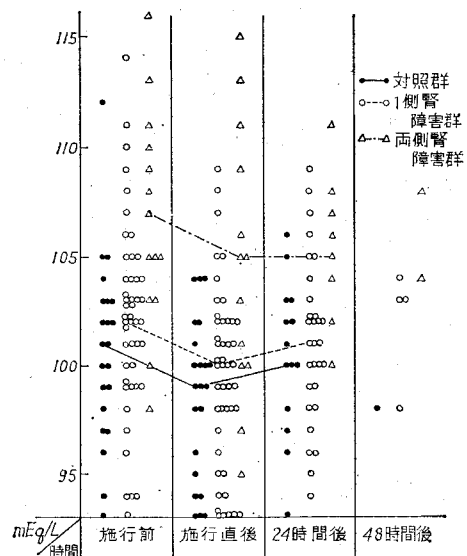 115
110
105
100
95
対照群
1側腎
障害群
両側腎
障害群
mEq/L
時間
施行前
施行直後
24時間後
48時間後